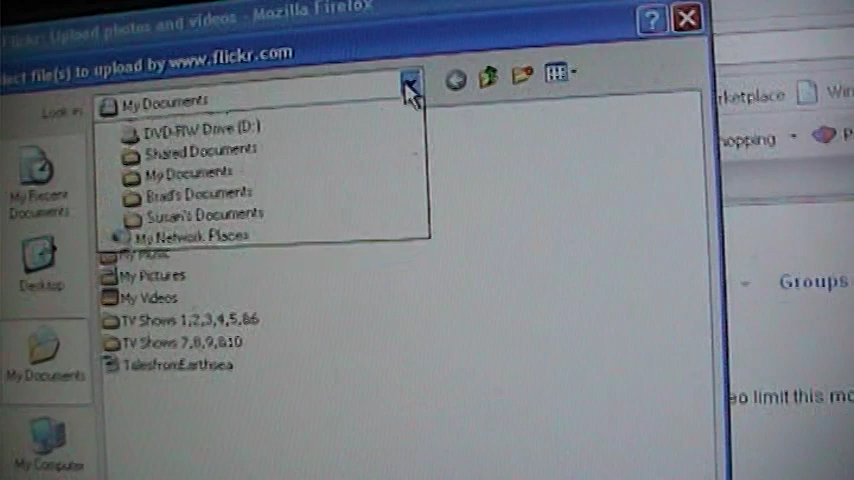 Flickr: Upload photos and videos - Mozilla Firefox
lect file(s) to upload by www.flickr.com
Look in:
My Documents
DVD-RW Drive (D:)
Shared Documents
My Documents
Brad's Documents
Susan's Documents
My Network Places
My Music
My Pictures
My Videos
TV Shows 1,2,3,4,5,&6
TV Shows 7,8,9,&10
TalesfromEarthsea
My Recent
Documents
Desktop
My Documents
My Computer
?
rketplace
Win
hopping
P
Groups
eo limit this mo